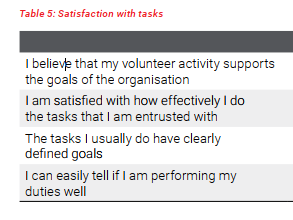 Table 5: Satisfaction with tasks
I believe that my volunteer activity supports
the goals of the organisation
I am satisfied with how effectively I do
the tasks that I am entrusted with
The tasks I usually do have clearly
defined goals
I can easily tell if I am performing my
duties well